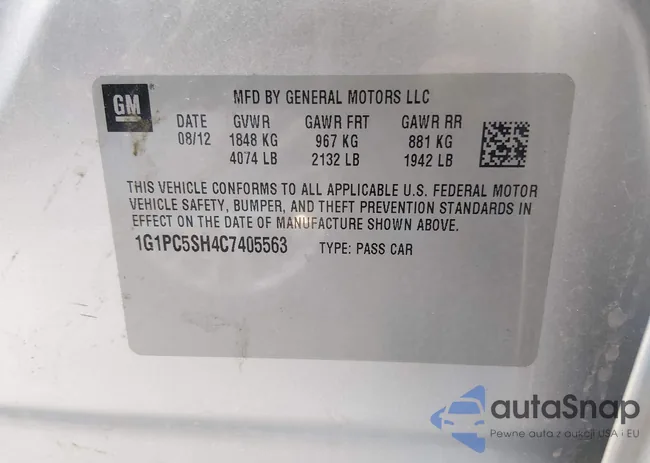 GM
MFD BY GENERAL MOTORS LLC
DATE GVWR GAWR FRT GAWR RR
08/12 1848 KG 967 KG 881 KG
4074 LB 2132 LB 1942 LB
THIS VEHICLE CONFORMS TO ALL APPLICABLE U.S. FEDERAL MOTOR
VEHICLE SAFETY, BUMPER, AND THEFT PREVENTION STANDARDS IN
EFFECT ON THE DATE OF MANUFACTURE SHOWN ABOVE.
1G1PC5SH4C7405563 TYPE: PASS CAR
autaSnap
Pewne auta z aukcji USA i EU